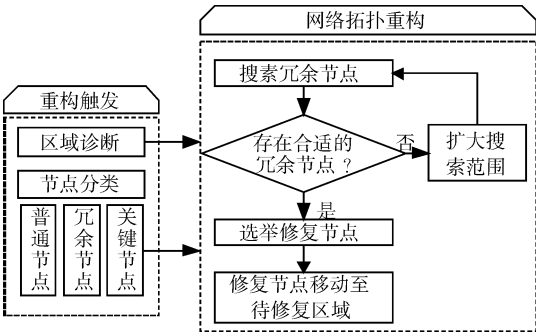 网络拓扑重构
搜素冗余节点
存在合适的
冗余节点？
否
扩大搜
索范围
是
选举修复节点
修复节点移动至
待修复区域
重构触发
区域诊断
节点分类
普通节点
冗余节点
关键节点